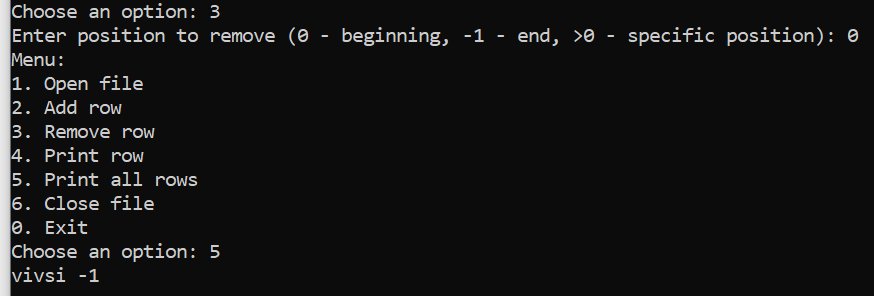 Choose an option: 3
Enter position to remove (0 - beginning, -1 - end, >0 - specific position): 0
Menu:
1. Open file
2. Add row
3. Remove row
4. Print row
5. Print all rows
6. Close file
0. Exit
Choose an option: 5
vivsi -1